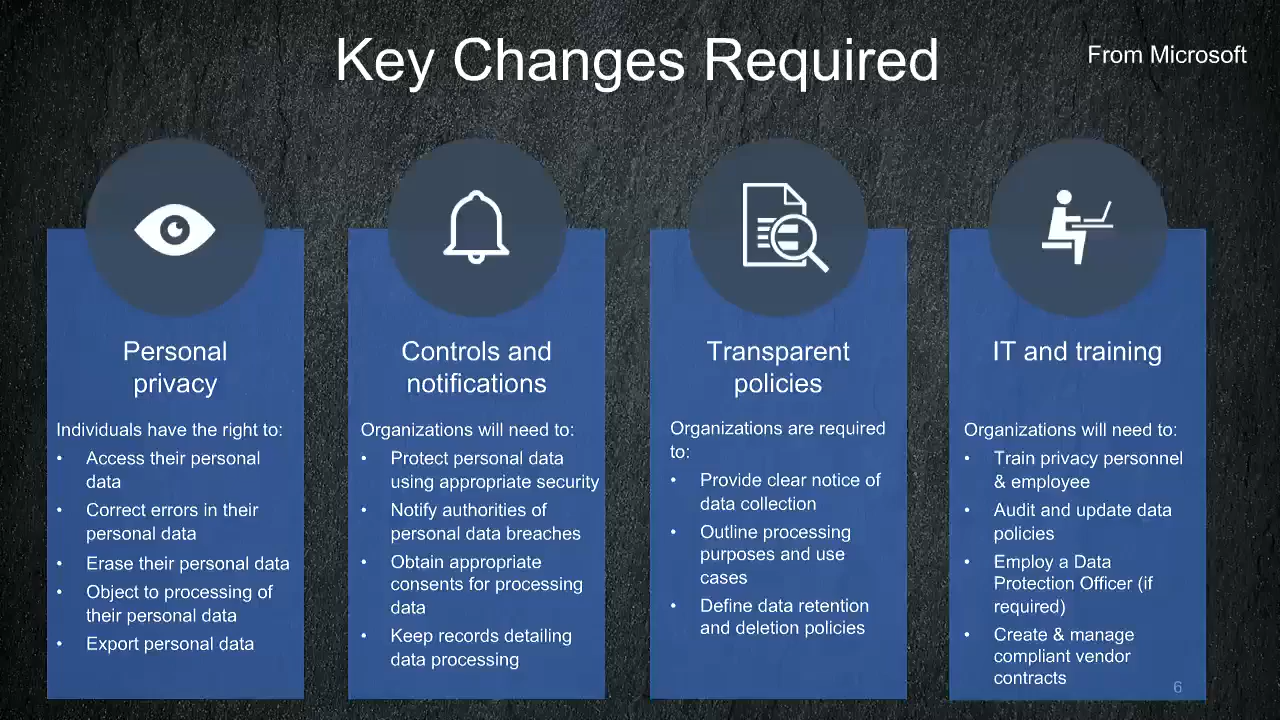 Key Changes Required
From Microsoft
Personal
privacy
Individuals have the right to:
• Access their personal
data
• Correct errors in their
personal data
• Erase their personal data
• Object to processing of
their personal data
• Export personal data
Controls and
notifications
Organizations will need to:
• Protect personal data
using appropriate security
• Notify authorities of
personal data breaches
• Obtain appropriate
consents for processing
data
• Keep records detailing
data processing
Transparent
policies
Organizations are required
to:
• Provide clear notice of
data collection
• Outline processing
purposes and use
cases
• Define data retention
and deletion policies
IT and training
Organizations will need to:
• Train privacy personnel
& employee
• Audit and update data
policies
• Employ a Data
Protection Officer (if
required)
• Create & manage
compliant vendor
contracts
6